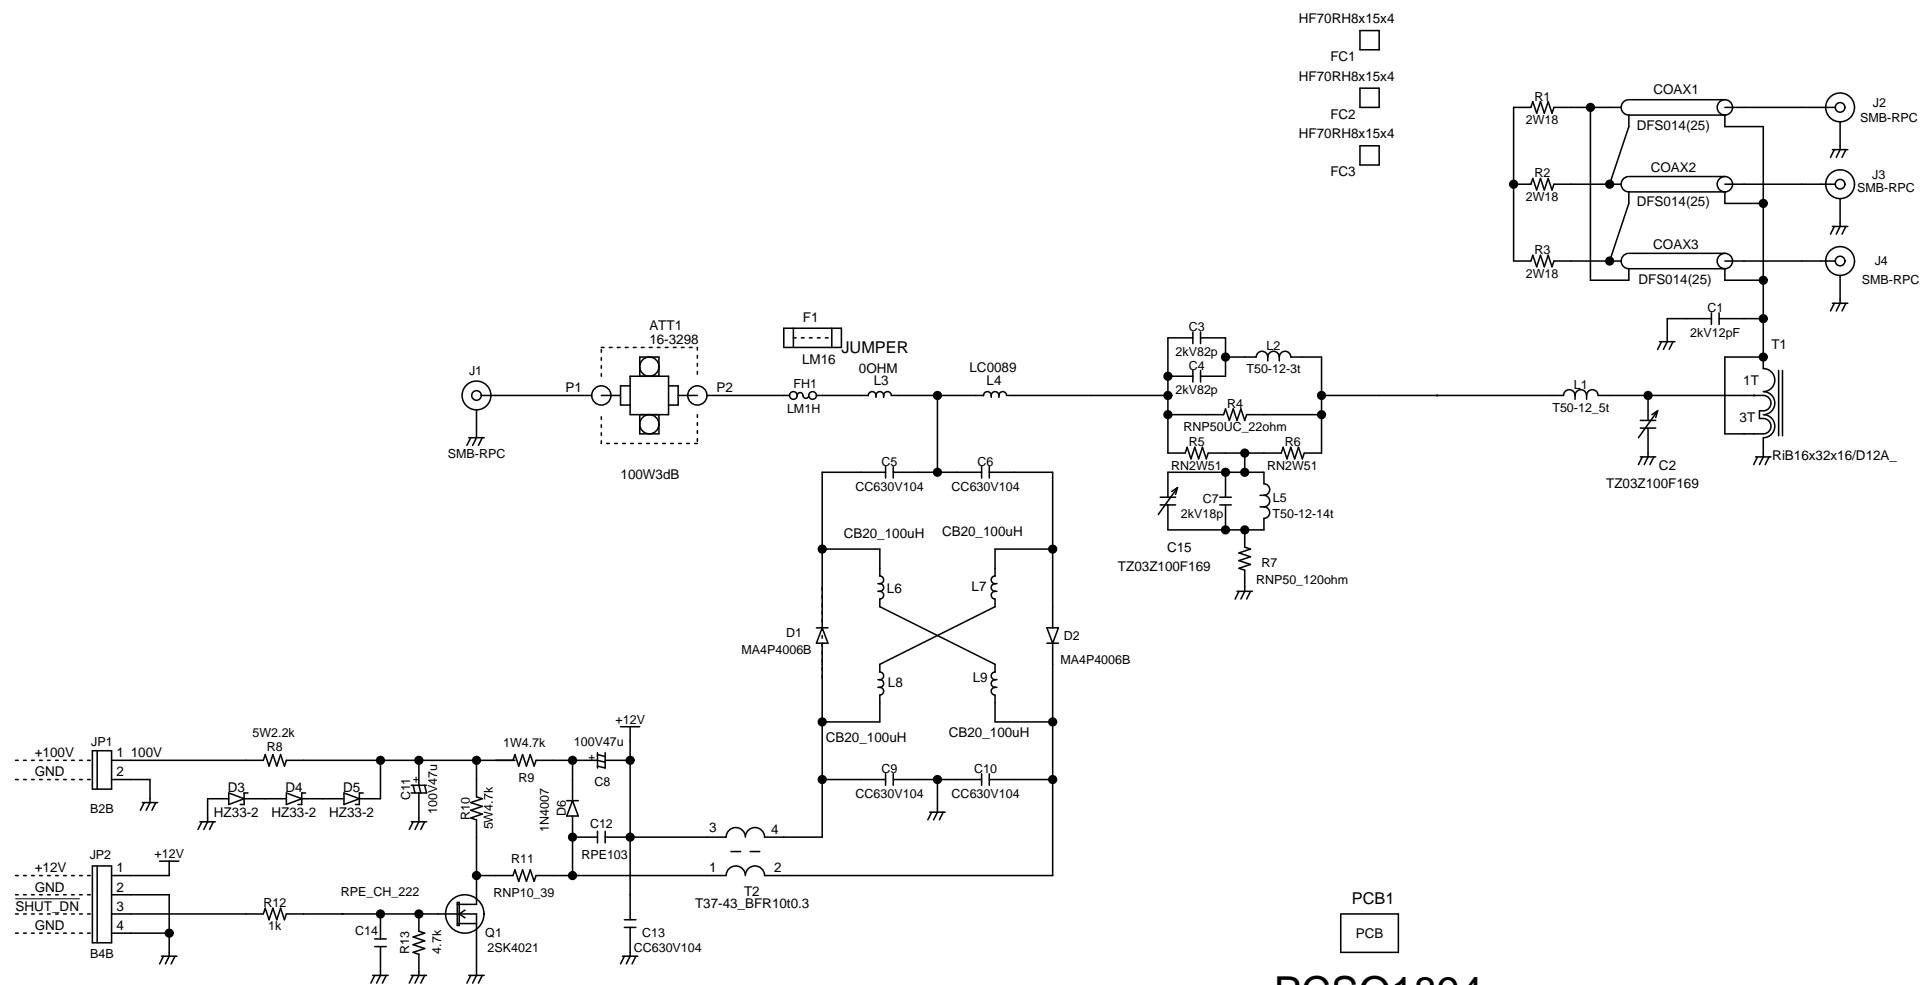 HF70RH8x15x4
FC1
HF70RH8x15x4
FC2
HF70RH8x15x4
FC3
R1
2W18
COAX1
DFS014(25)
J2
SMB-RPC
R2
2W18
COAX2
DFS014(25)
J3
SMB-RPC
R3
2W18
COAX3
DFS014(25)
J4
SMB-RPC
C1
2kV12pF
T1
1T
3T
RiB16x32x16/D12A_
L1
T50-12_5t
C2
TZ03Z100F169
J1
SMB-RPC
ATT1
16-3298
P1
P2
100W3dB
F1
LM16
JUMPER
0OHM
FH1
LM1H
L3
LC0089
L4
C3
2kV82p
C4
2kV82p
L2
T50-12-3t
R4
RNP50UC_22ohm
R5
RN2W51
R6
RN2W51
C7
2kV18p
L5
T50-12-14t
C15
TZ03Z100F169
R7
RNP50_120ohm
C5
CC630V104
C6
CC630V104
CB20_100uH
CB20_100uH
L6
L7
D1
MA4P4006B
D2
MA4P4006B
L8
L9
CB20_100uH
CB20_100uH
C9
CC630V104
C10
CC630V104
+100V
GND
JP1
1
2
100V
B2B
5W2.2k
R8
D3
HZ33-2
D4
HZ33-2
D5
HZ33-2
C11
+
100V47u
R10
5W4.7k
1W4.7k
R9
100V47u
+
C8
+12V
1N4007
D6
C12
RPE103
3
4
1
2
T2
T37-43_BFR10t0.3
R11
RNP10_39
C13
CC630V104
+12V
GND
SHUT_DN
GND
JP2
1
2
3
4
B4B
+12V
R12
1k
RPE_CH_222
C14
R13
4.7k
Q1
2SK4021
PCB1
PCB